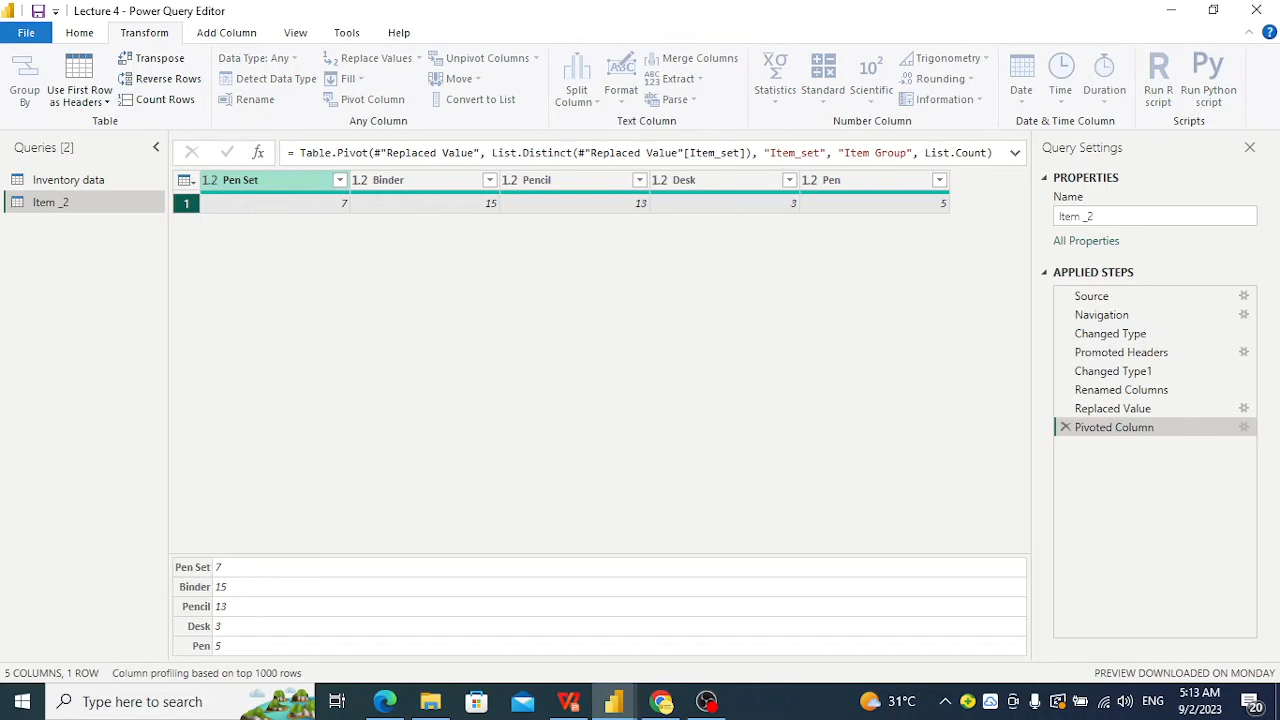 Lecture 4 - Power Query Editor
File Home Transform Add Column View Tools Help
Group By
Use First Row as Headers
Transpose
Reverse Rows
Count Rows
Table
Data Type: Any
Detect Data Type
Rename
Replace Values
Fill
Pivot Column
Unpivot Columns
Move
Convert to List
Any Column
Split Column
Format
ABC
Merge Columns
ABC 123 Extract
abc Parse
Text Column
Statistics
Standard
10² Scientific
Trigonometry
Rounding
Information
Number Column
Date
Time
Duration
Date & Time Column
R Run R script
Py Run Python script
Scripts
Queries [2]
Inventory data
Item _2
fx = Table.Pivot(#"Replaced Value", List.Distinct(#"Replaced Value"[Item_set]), "Item_set", "Item Group", List.Count)
1.2 Pen Set 1.2 Binder 1.2 Pencil 1.2 Desk 1.2 Pen
1 7 15 13 3 5
Pen Set 7
Binder 15
Pencil 13
Desk 3
Pen 5
Query Settings
PROPERTIES
Name
Item _2
All Properties
APPLIED STEPS
Source
Navigation
Changed Type
Promoted Headers
Changed Type1
Renamed Columns
Replaced Value
Pivoted Column
5 COLUMNS, 1 ROW Column profiling based on top 1000 rows PREVIEW DOWNLOADED ON MONDAY
Type here to search
31°C
ENG
5:13 AM
9/2/2023
20